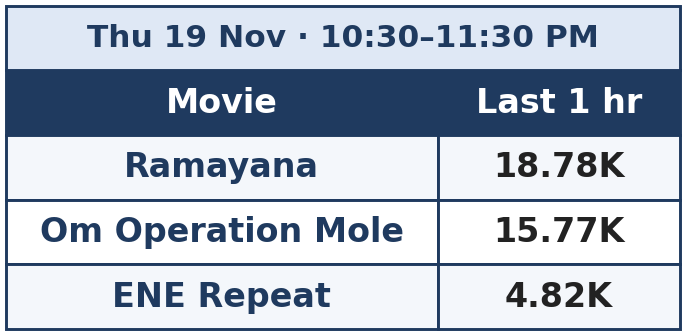 Thu 19 Nov · 10:30–11:30 PM
Movie Last 1 hr
Ramayana 18.78K
Om Operation Mole 15.77K
ENE Repeat 4.82K